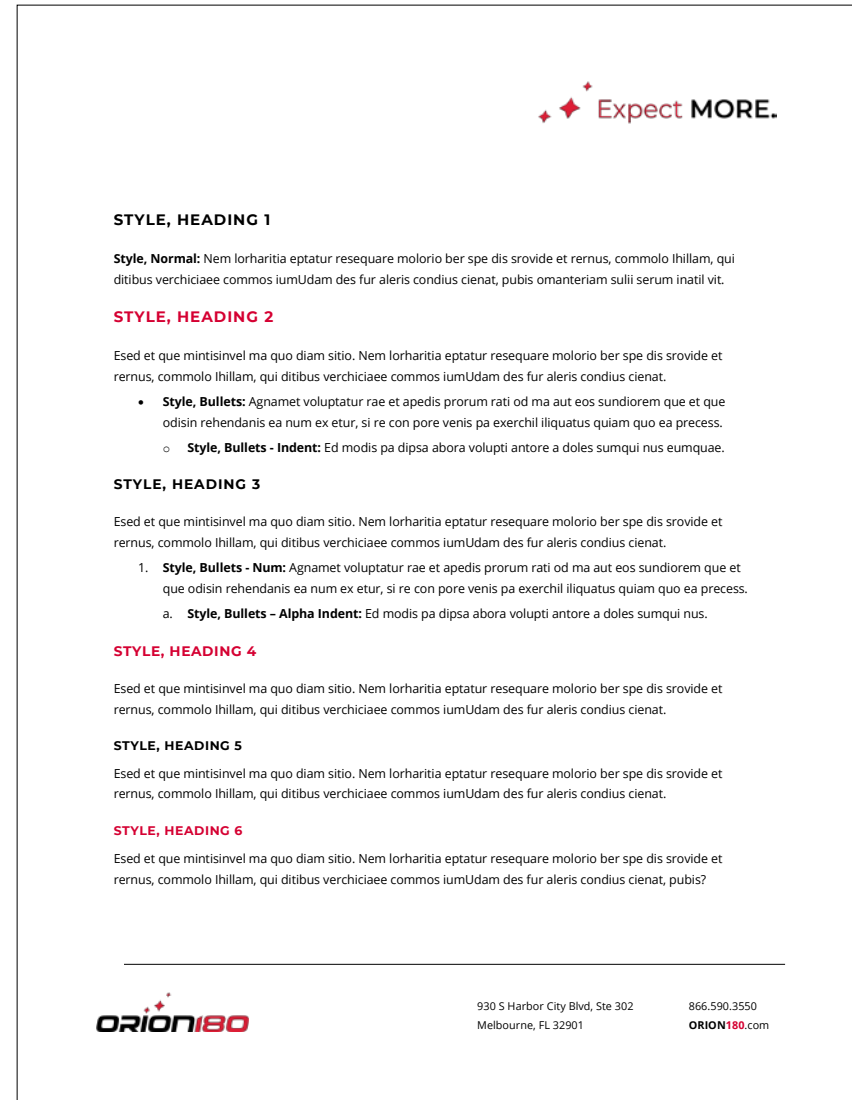 Expect MORE.
STYLE, HEADING 1
Style, Normal: Nem lorharitia eptatur resequare molorio ber spe dis srovide et rernus, commolo Ihillam, qui
ditibus verchiciaee commos iumUdam des fur aleris condius cienat, pubis omanteriam sulii serum inatil vit.
STYLE, HEADING 2
Esed et que mintisinvel ma quo diam sitio. Nem lorharitia eptatur resequare molorio ber spe dis srovide et
rernus, commolo Ihillam, qui ditibus verchiciaee commos iumUdam des fur aleris condius cienat.
• Style, Bullets: Agnamet voluptatur rae et apedis prorum rati od ma aut eos sundiorem que et que
odisin rehendanis ea num ex etur, si re con pore venis pa exerchil iliquatus quiam quo ea precess.
○ Style, Bullets - Indent: Ed modis pa dipsa abora volupti antore a doles sumqui nus eumquae.
STYLE, HEADING 3
Esed et que mintisinvel ma quo diam sitio. Nem lorharitia eptatur resequare molorio ber spe dis srovide et
rernus, commolo Ihillam, qui ditibus verchiciaee commos iumUdam des fur aleris condius cienat.
1. Style, Bullets - Num: Agnamet voluptatur rae et apedis prorum rati od ma aut eos sundiorem que et
que odisin rehendanis ea num ex etur, si re con pore venis pa exerchil iliquatus quiam quo ea precess.
a. Style, Bullets – Alpha Indent: Ed modis pa dipsa abora volupti antore a doles sumqui nus.
STYLE, HEADING 4
Esed et que mintisinvel ma quo diam sitio. Nem lorharitia eptatur resequare molorio ber spe dis srovide et
rernus, commolo Ihillam, qui ditibus verchiciaee commos iumUdam des fur aleris condius cienat.
STYLE, HEADING 5
Esed et que mintisinvel ma quo diam sitio. Nem lorharitia eptatur resequare molorio ber spe dis srovide et
rernus, commolo Ihillam, qui ditibus verchiciaee commos iumUdam des fur aleris condius cienat.
STYLE, HEADING 6
Esed et que mintisinvel ma quo diam sitio. Nem lorharitia eptatur resequare molorio ber spe dis srovide et
rernus, commolo Ihillam, qui ditibus verchiciaee commos iumUdam des fur aleris condius cienat, pubis?
ORION180
930 S Harbor City Blvd, Ste 302
Melbourne, FL 32901
866.590.3550
ORION180.com